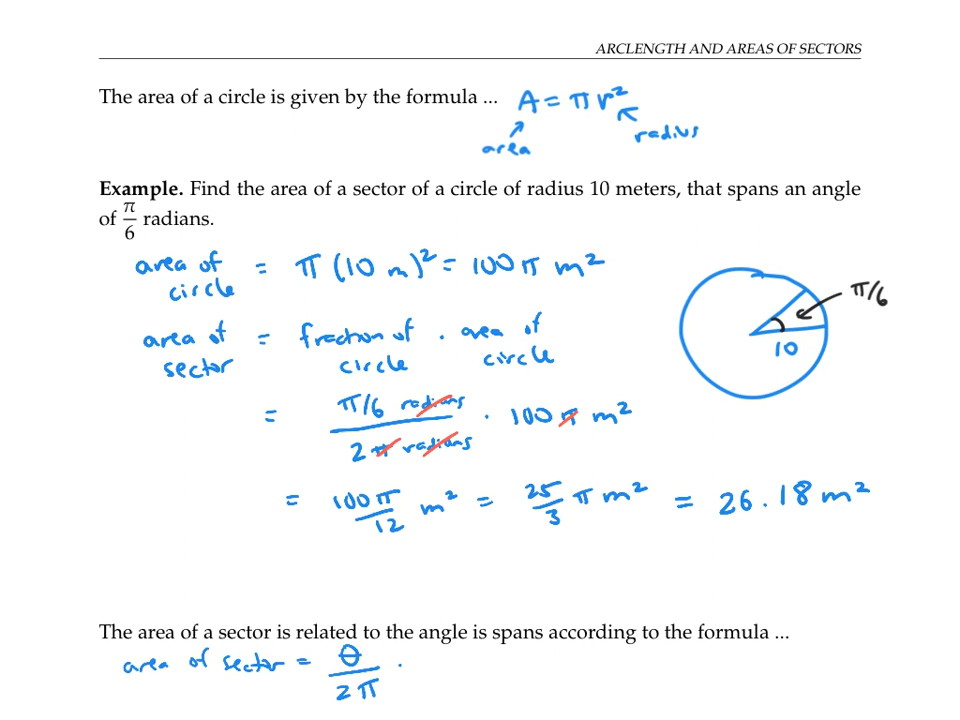 ARCLENGTH AND AREAS OF SECTORS
The area of a circle is given by the formula ... A = πr²
area radius
Example. Find the area of a sector of a circle of radius 10 meters, that spans an angle
of π/6 radians.
area of circle = π (10 m)² = 100π m²
π/6
10
area of sector = fraction of circle · area of circle
= π/6 radians / 2π radians · 100π m²
= 100π/12 m² = 25/3 π m² = 26.18 m²
The area of a sector is related to the angle is spans according to the formula ...
area of sector = θ/2π ·